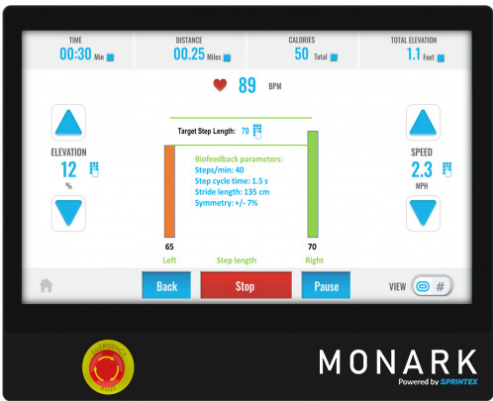 TIME
00:30 Min
DISTANCE
00.25 Miles
CALORIES
50 Total
TOTAL ELEVATION
1.1 Feet
89 BPM
Target Step Length: 70
ELEVATION
12
%
Biofeedback parameters:
Steps/min: 40
Step cycle time: 1.5 s
Stride length: 135 cm
Symmetry: +/- 7%
SPEED
2.3
MPH
65
70
Left
Step length
Right
Back
Stop
Pause
VIEW
#
EMERGENCY
MONARK
Powered by SPRINTEX